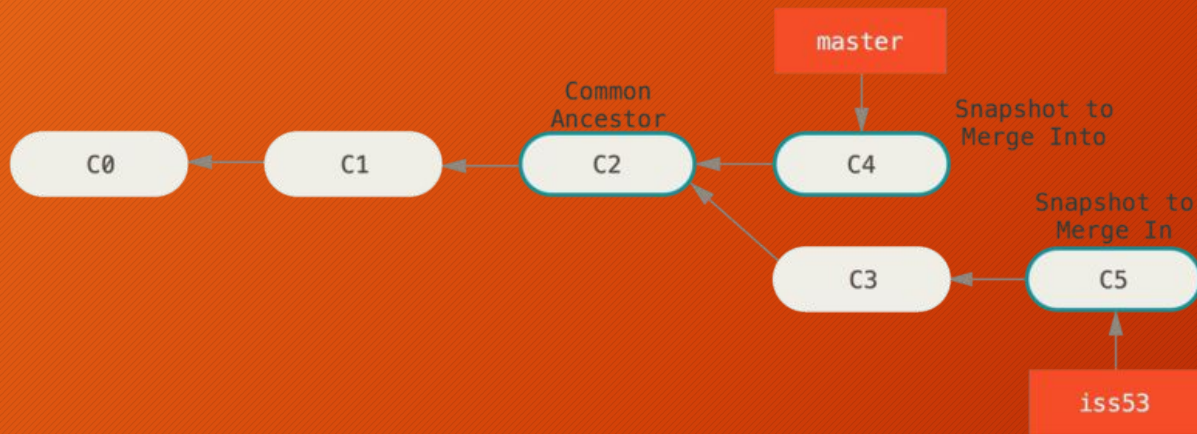 master
Common
Ancestor
Snapshot to
Merge Into
C0
C1
C2
C4
Snapshot to
Merge In
C3
C5
iss53